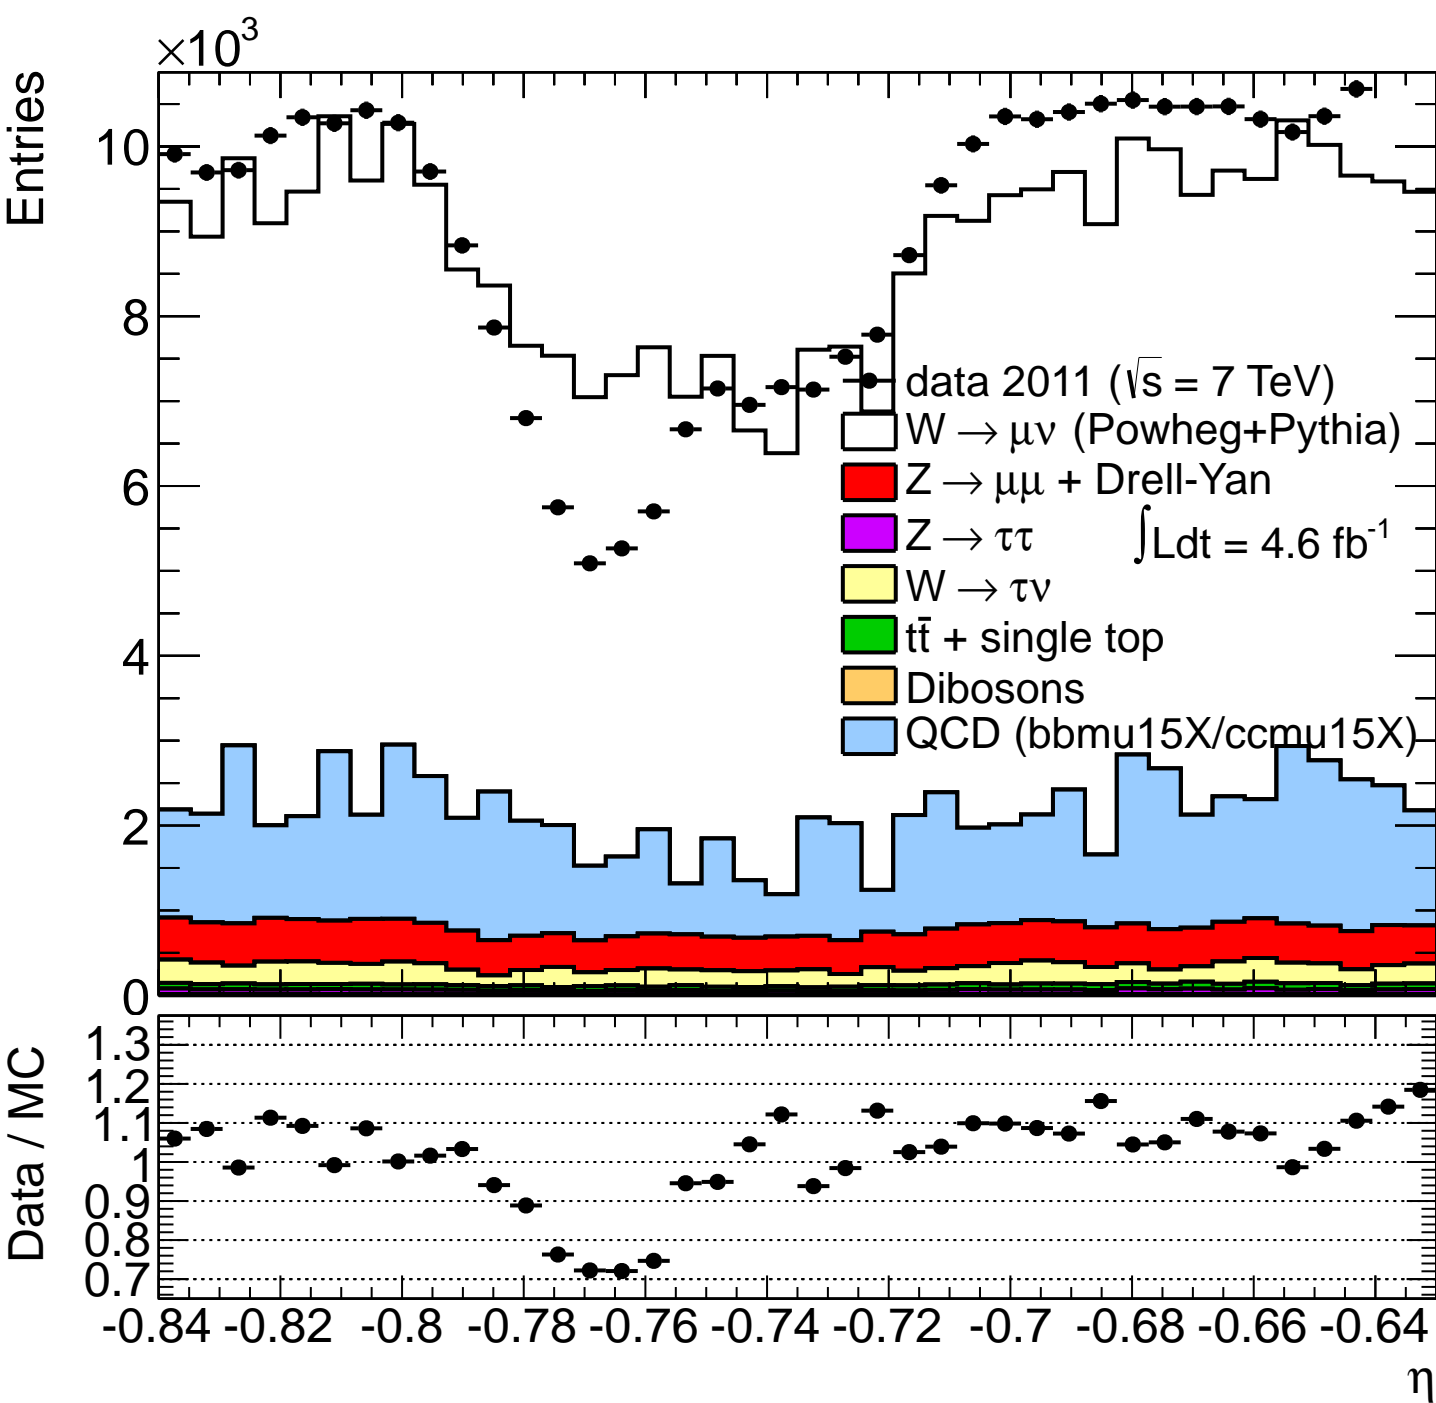 ×10³
Entries
10
8
6
4
2
0
data 2011 (√s = 7 TeV)
W → μν (Powheg+Pythia)
Z → μμ + Drell-Yan
Z → ττ
∫Ldt = 4.6 fb⁻¹
W → τν
tt̄ + single top
Dibosons
QCD (bbmu15X/ccmu15X)
Data / MC
1.3
1.2
1.1
1
0.9
0.8
0.7
-0.84 -0.82 -0.8 -0.78 -0.76 -0.74 -0.72 -0.7 -0.68 -0.66 -0.64
η